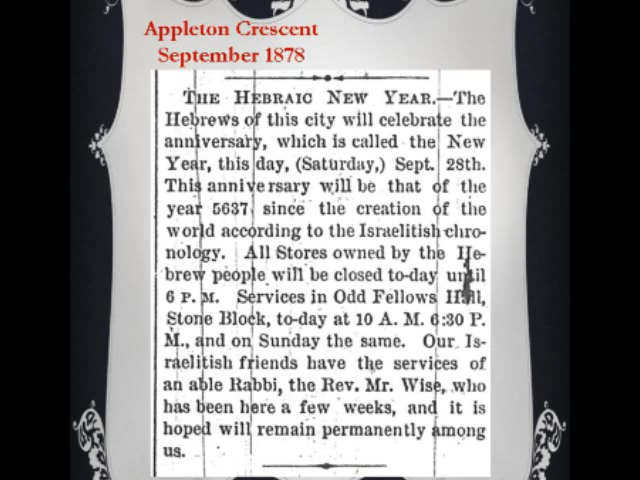 Appleton Crescent
September 1878
THE HEBRAIC NEW YEAR.—The
Hebrews of this city will celebrate the
anniversary, which is called the New
Year, this day, (Saturday,) Sept. 28th.
This anniversary will be that of the
year 5637 since the creation of the
world according to the Israelitish chro-
nology. All Stores owned by the He-
brew people will be closed to-day until
6 P. M. Services in Odd Fellows Hall,
Stone Block, to-day at 10 A. M. 6:30 P.
M., and on Sunday the same. Our Is-
raelitish friends have the services of
an able Rabbi, the Rev. Mr. Wise, who
has been here a few weeks, and it is
hoped will remain permanently among
us.